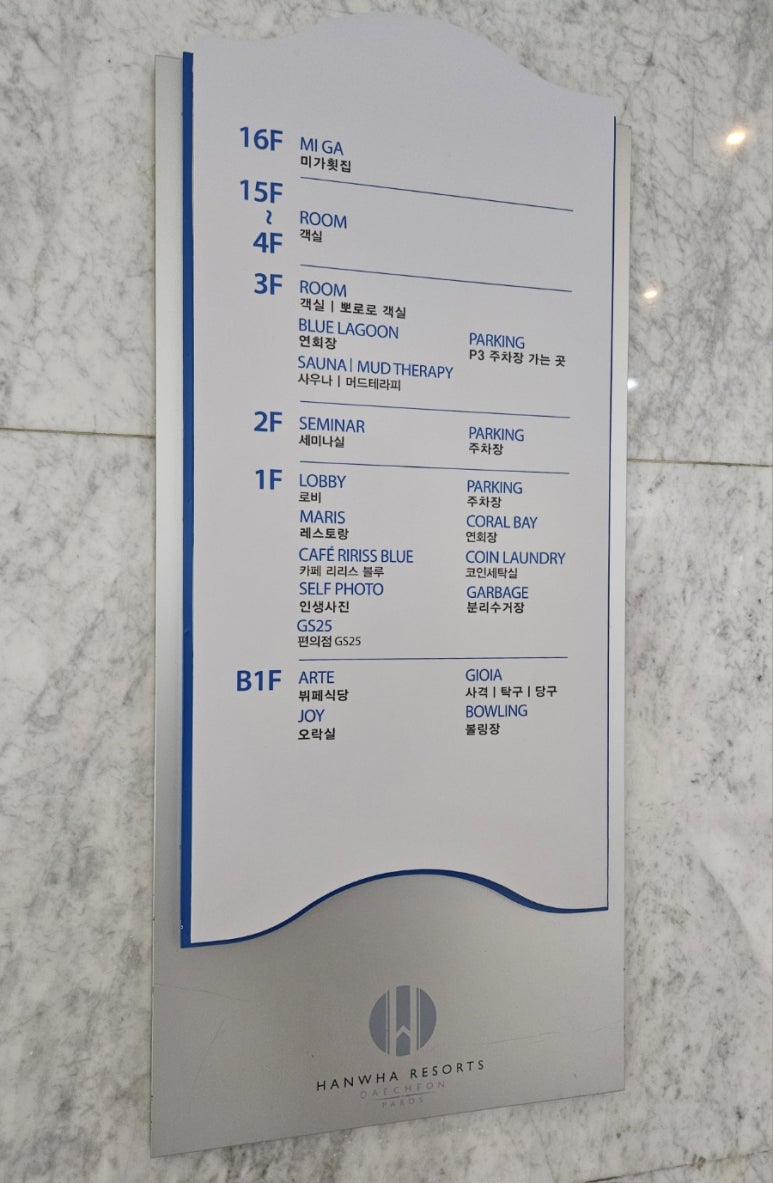 16F MI GA
미가횟집
15F
~
4F
ROOM
객실
3F ROOM
객실 | 뽀로로 객실
BLUE LAGOON
연회장
PARKING
P3 주차장 가는 곳
SAUNA | MUD THERAPY
사우나 | 머드테라피
2F SEMINAR
세미나실
PARKING
주차장
1F LOBBY
로비
PARKING
주차장
MARIS
레스토랑
CORAL BAY
연회장
CAFÉ RIRISS BLUE
카페 리리스 블루
COIN LAUNDRY
코인세탁실
SELF PHOTO
인생사진
GARBAGE
분리수거장
GS25
편의점 GS25
B1F ARTE
뷔페식당
GIOIA
사격 | 탁구 | 당구
JOY
오락실
BOWLING
볼링장
HANWHA RESORTS
DAECHEON
PAROS